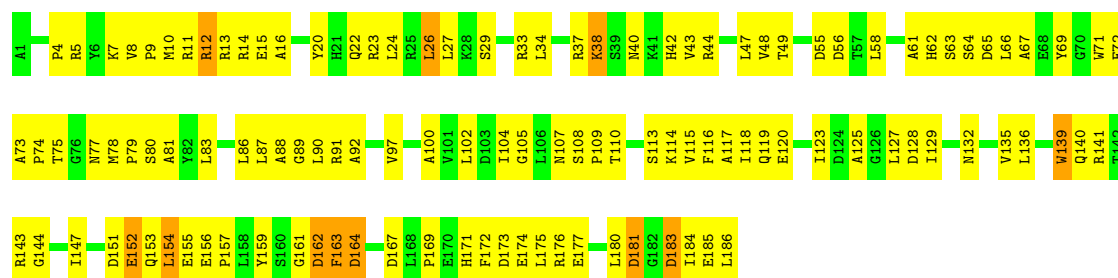 A1 P4 R5 Y6 K7 V8 P9 M10 R11 R12 R13 R14 E15 A16 Y20 H21 Q22 R23 L24 R25 L26 L27 K28 S29 R33 L34 R37 K38 S39 N40 K41 H42 V43 R44 L47 V48 T49 D55 D56 T57 L58 A61 H62 S63 S64 D65 L66 A67 E68 Y69 G70 W71 E72
A73 P74 T75 G76 N77 M78 P79 S80 A81 Y82 L83 L86 L87 A88 G89 L90 R91 A92 V97 A100 V101 L102 D103 I104 G105 L106 N107 S108 P109 T110 S113 K114 V115 F116 A117 I118 Q119 E120 I123 D124 A125 G126 L127 D128 I129 N132 V135 L136 W139 Q140 R141 T142
R143 G144 I147 D151 E152 Q153 L154 E155 E156 P157 L158 Y159 S160 G161 D162 F163 D164 D167 L168 P169 E170 H171 F172 D173 E174 L175 R176 E177 L180 D181 G182 D183 I184 E185 L186